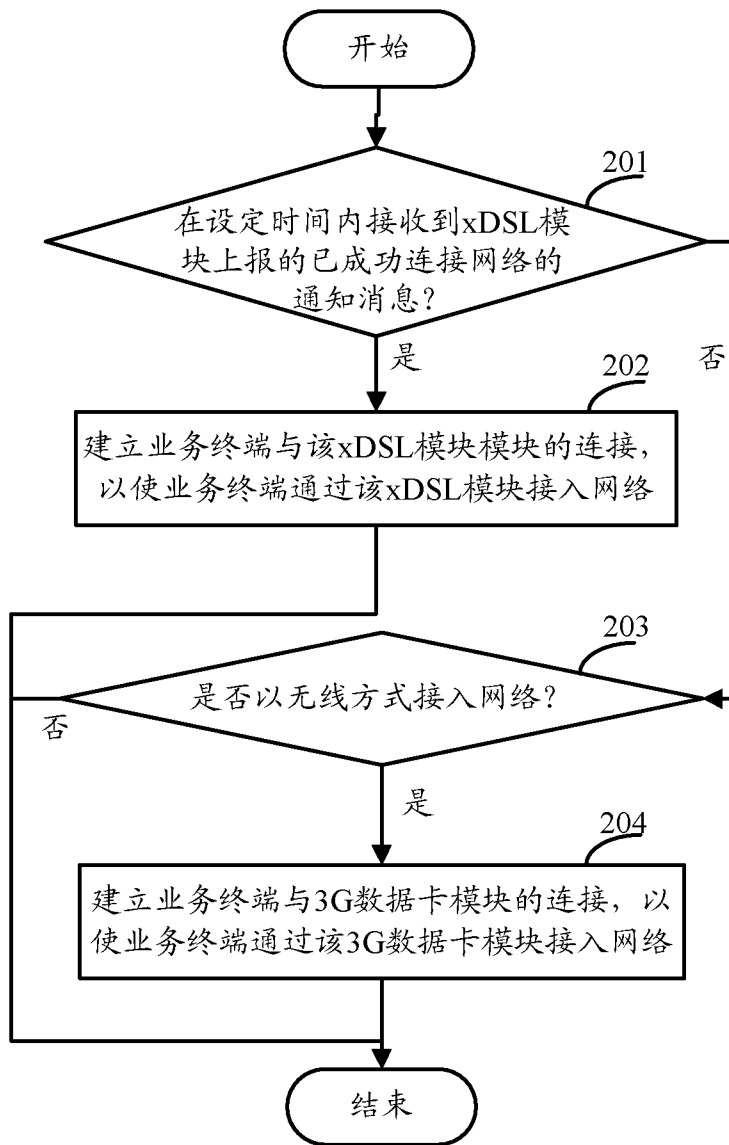 开始
201
在设定时间内接收到xDSL模
块上报的已成功连接网络的
通知消息？
是
否
202
建立业务终端与该xDSL模块模块的连接，
以使业务终端通过该xDSL模块接入网络
203
是否以无线方式接入网络？
否
是
204
建立业务终端与3G数据卡模块的连接，以
使业务终端通过该3G数据卡模块接入网络
结束